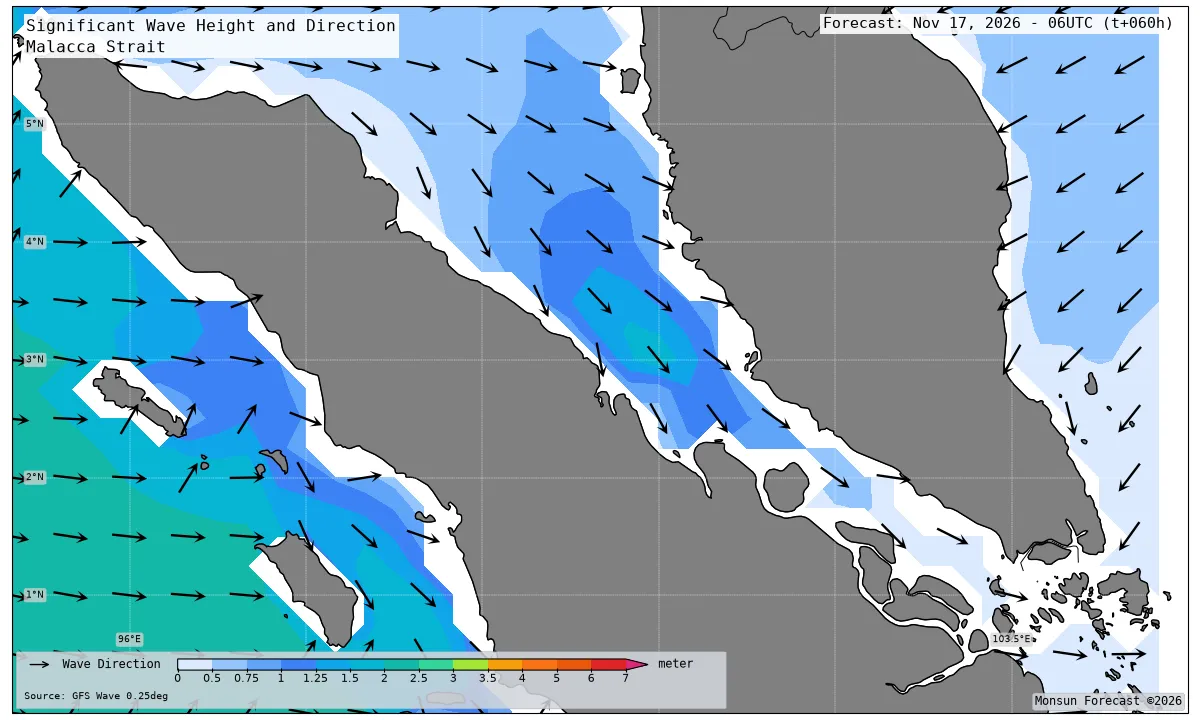 Significant Wave Height and Direction
Malacca Strait
Forecast: Nov 17, 2026 - 06UTC (t+060h)
5°N
4°N
3°N
2°N
1°N
96°E
103.5°E
Wave Direction
0 0.5 0.75 1 1.25 1.5 2 2.5 3 3.5 4 5 6 7
meter
Source: GFS Wave 0.25deg
Monsun Forecast ©2026